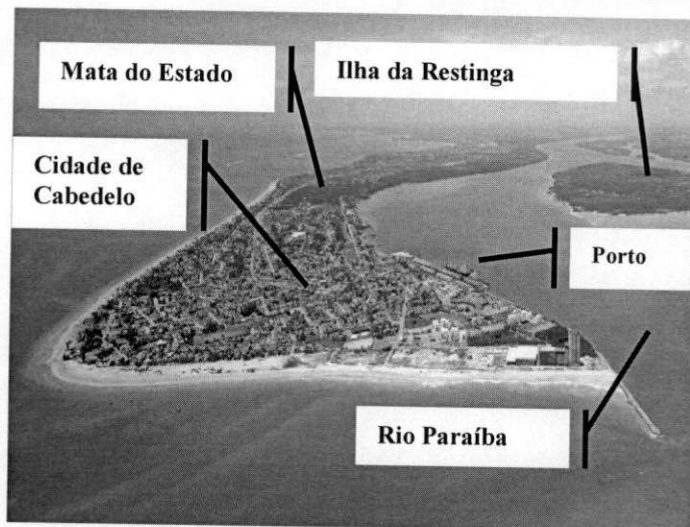 Mata do Estado
Ilha da Restinga
Cidade de
Cabedelo
Porto
Rio Paraíba